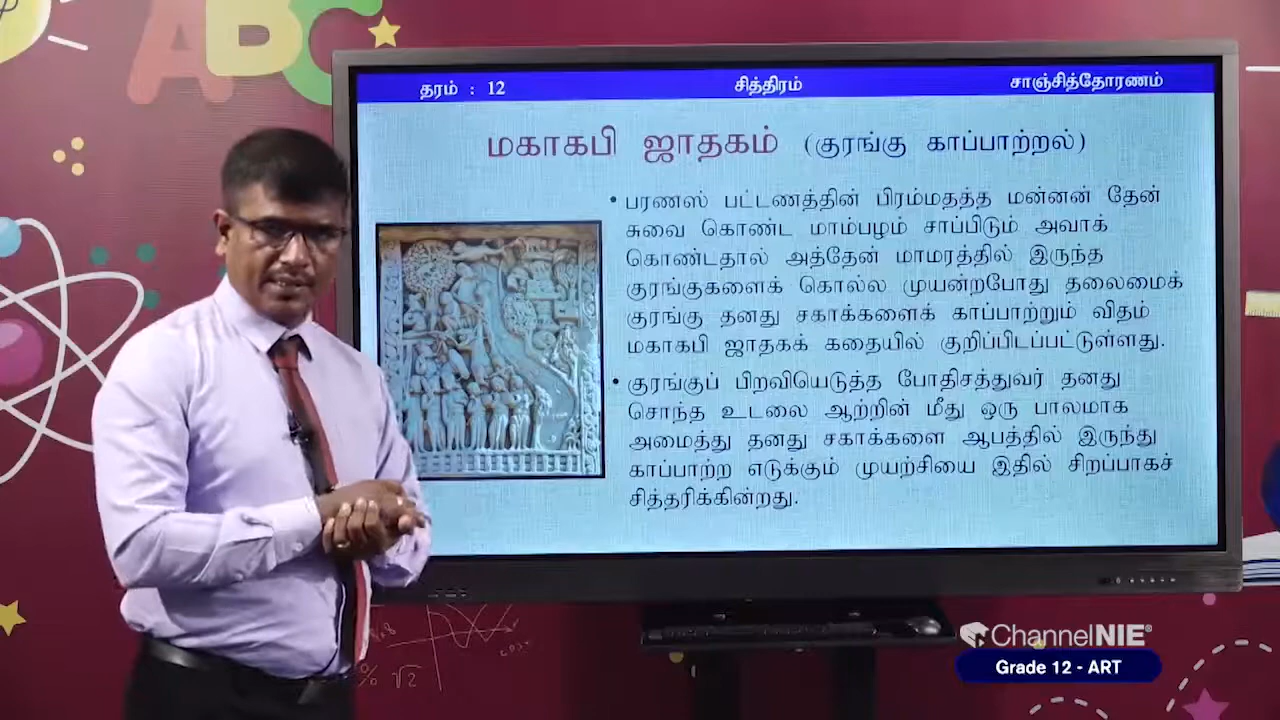 ABC
தரம் : 12 சித்திரம் சாஞ்சித்தோரணம்
மகாகபி ஜாதகம் (குரங்கு காப்பாற்றல்)
• பரணஸ் பட்டணத்தின் பிரம்மதத்த மன்னன் தேன்
சுவை கொண்ட மாம்பழம் சாப்பிடும் அவாக்
கொண்டதால் அத்தேன் மாமரத்தில் இருந்த
குரங்குகளைக் கொல்ல முயன்றபோது தலைமைக்
குரங்கு தனது சகாக்களைக் காப்பாற்றும் விதம்
மகாகபி ஜாதகக் கதையில் குறிப்பிடப்பட்டுள்ளது.
• குரங்குப் பிறவியெடுத்த போதிசத்துவர் தனது
சொந்த உடலை ஆற்றின் மீது ஒரு பாலமாக
அமைத்து தனது சகாக்களை ஆபத்தில் இருந்து
காப்பாற்ற எடுக்கும் முயற்சியை இதில் சிறப்பாகச்
சித்தரிக்கின்றது.
% √2
ChannelNIE®
Grade 12 - ART